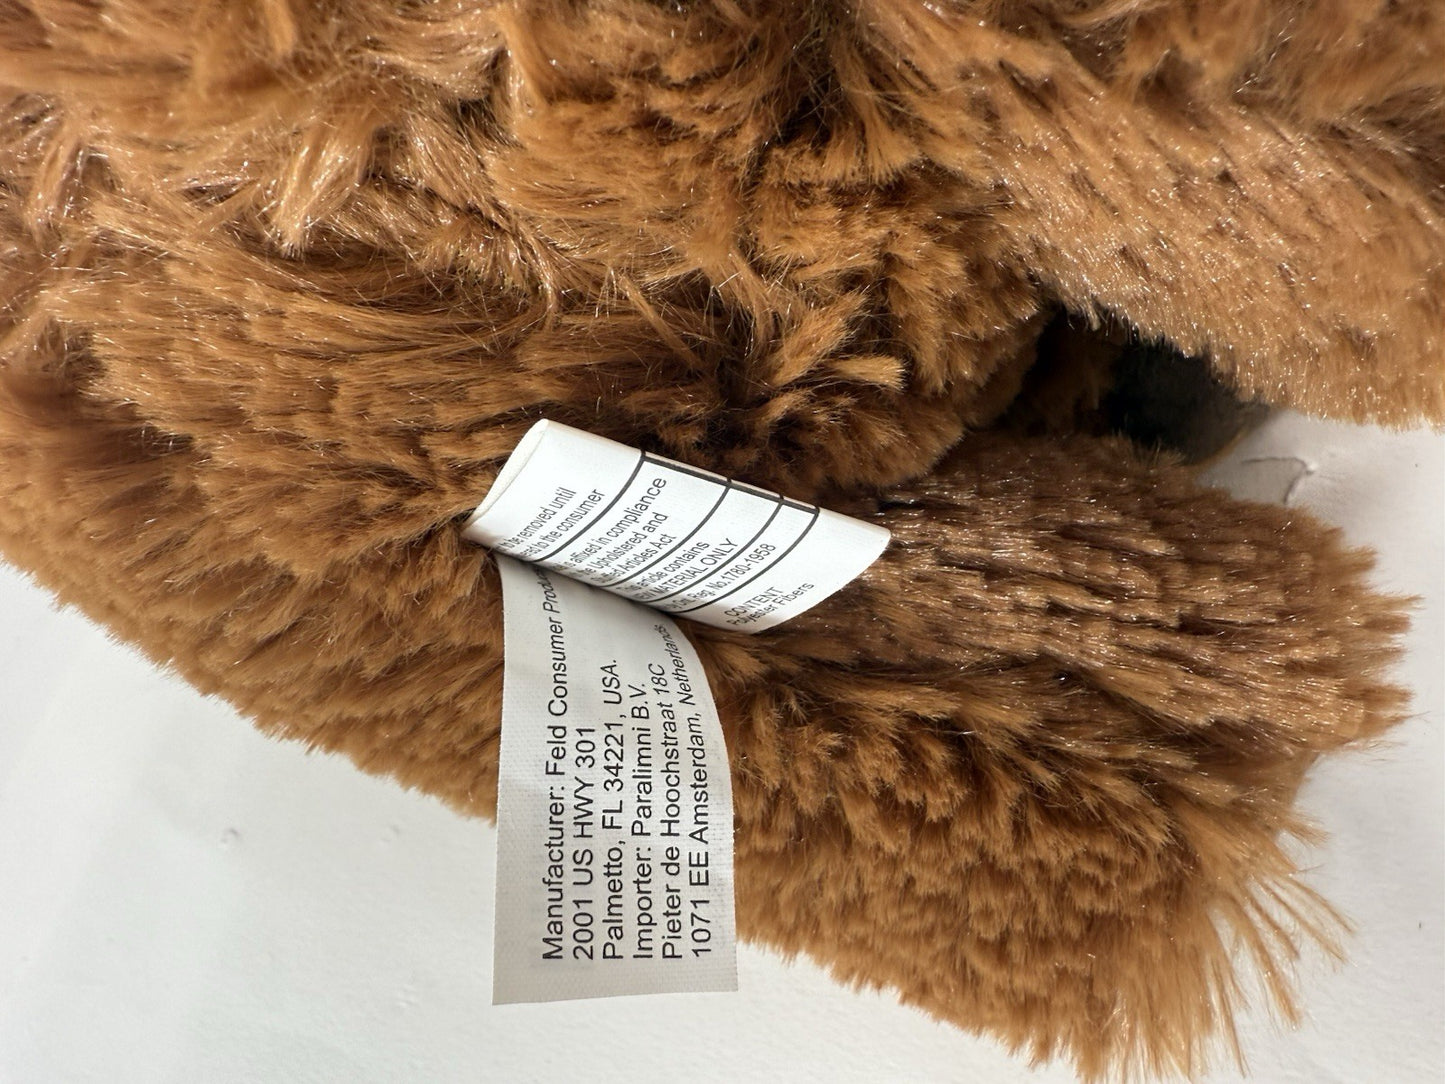 be removed until
to the consumer
affixed in compliance
Upholstered and
Articles Act
contains
MATERIAL ONLY
Reg. No.1780-1958
CONTENT
Polyester Fibers
Manufacturer: Feld Consumer
2001 US HWY 301
Palmetto, FL 34221, USA.
Importer: Paralimni B.V.
Pieter de Hoochstraat 18C
1071 EE Amsterdam, Netherlands